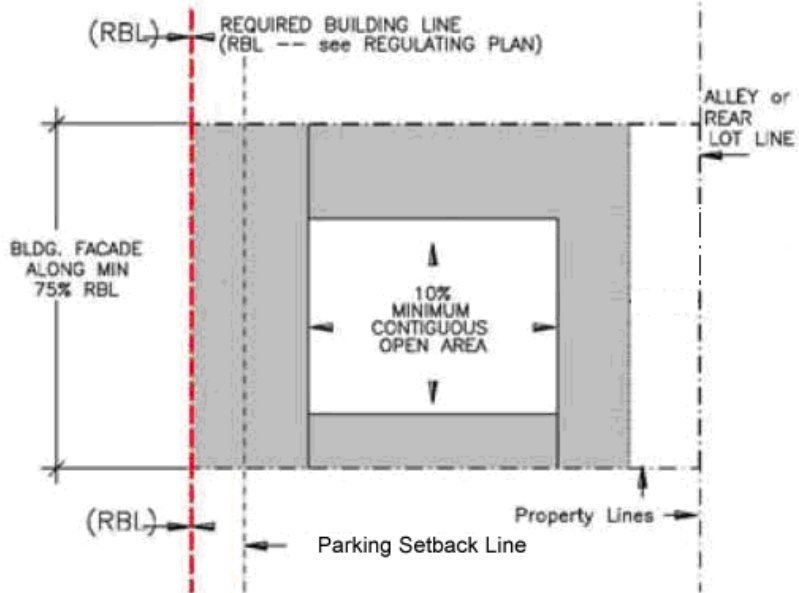 (RBL)
REQUIRED BUILDING LINE
(RBL -- see REGULATING PLAN)
ALLEY or
REAR
LOT LINE
BLDG. FACADE
ALONG MIN
75% RBL
10%
MINIMUM
CONTIGUOUS
OPEN AREA
(RBL)
Property Lines
Parking Setback Line